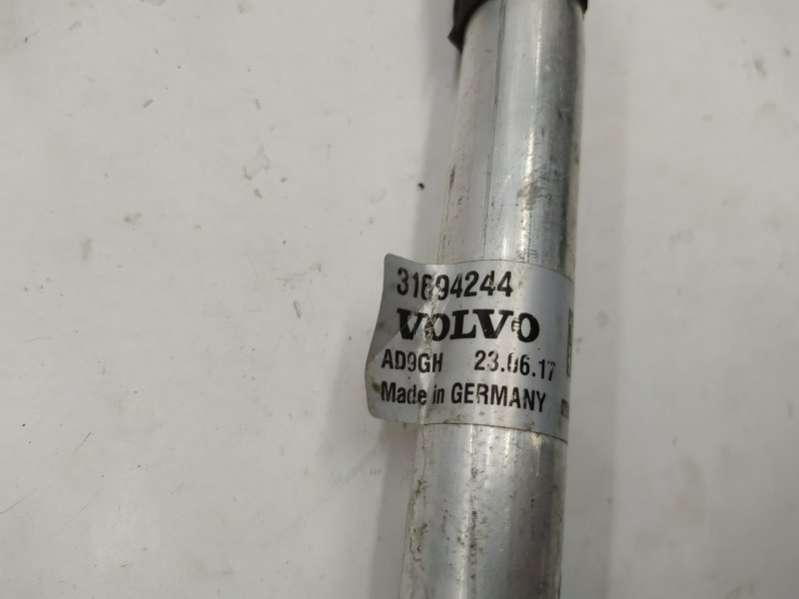 31694244
VOLVO
AD9GH 23.06.17
Made in GERMANY